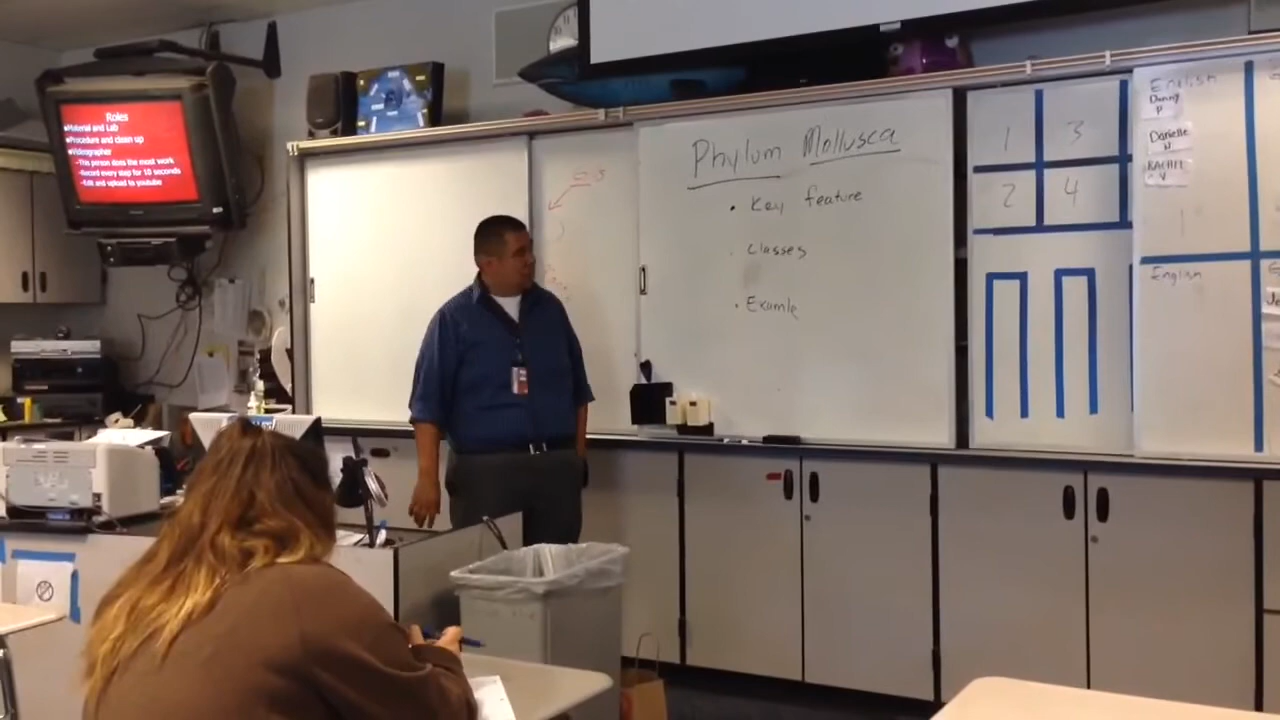 Roles
•Material and Lab
•Procedure and clean up
•Videographer
-This person does the most work
-Record every step for 10 seconds
-Edit and upload to youtube
Phylum Mollusca
• Key feature
• Classes
• Examle
1 3
2 4
English
Danny
P
Danielle
N
1
English